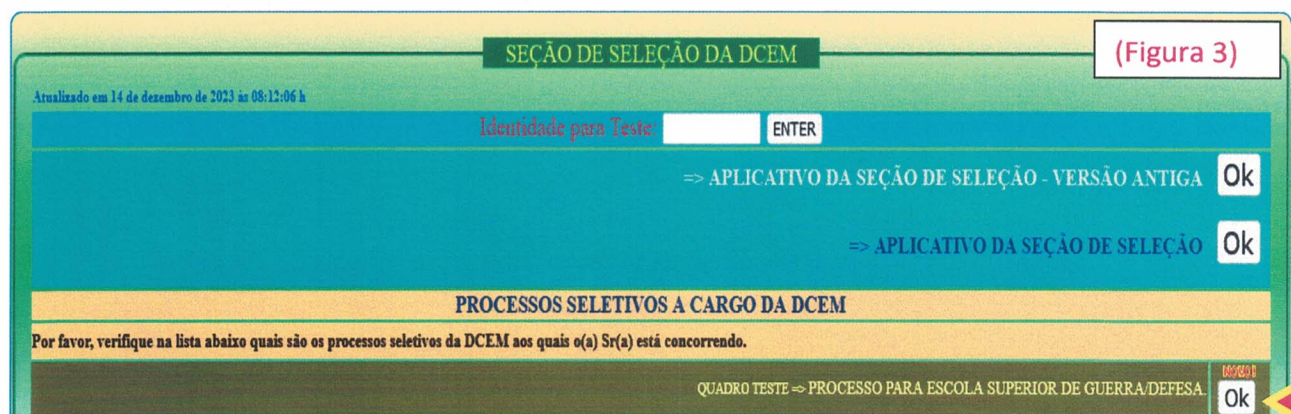 (Figura 3)
SEÇÃO DE SELEÇÃO DA DCEM
Atualizado em 14 de dezembro de 2023 às 08:12:06 h
Identidade para Teste: ENTER
=> APLICATIVO DA SEÇÃO DE SELEÇÃO - VERSÃO ANTIGA Ok
=> APLICATIVO DA SEÇÃO DE SELEÇÃO Ok
PROCESSOS SELETIVOS A CARGO DA DCEM
Por favor, verifique na lista abaixo quais são os processos seletivos da DCEM aos quais o(a) Sr(a) está concorrendo.
QUADRO TESTE => PROCESSO PARA ESCOLA SUPERIOR DE GUERRA/DEFESA. Ok